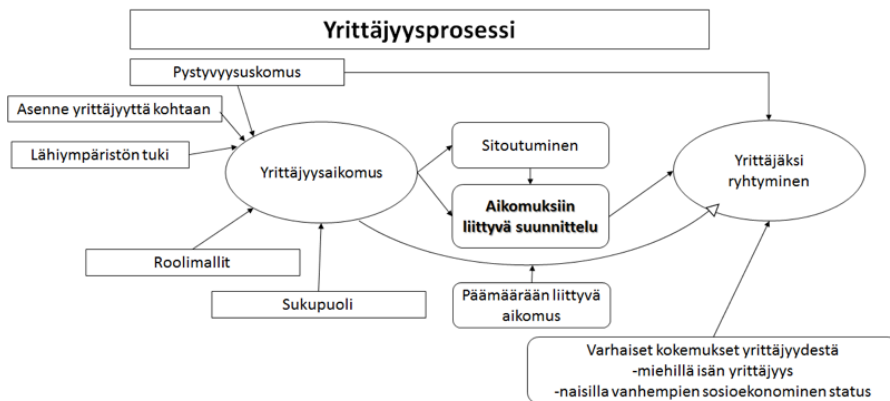 Yrittäjyysprosessi
Pystyvyysuskomus
Asenne yrittäjyyttä kohtaan
Lähiympäristön tuki
Yrittäjyysaikomus
Sitoutuminen
Aikomuksiin
liittyvä suunnittelu
Yrittäjäksi
ryhtyminen
Roolimallit
Sukupuoli
Päämäärään liittyvä
aikomus
Varhaiset kokemukset yrittäjyydestä
-miehillä isän yrittäjyys
-naisilla vanhempien sosioekonominen status